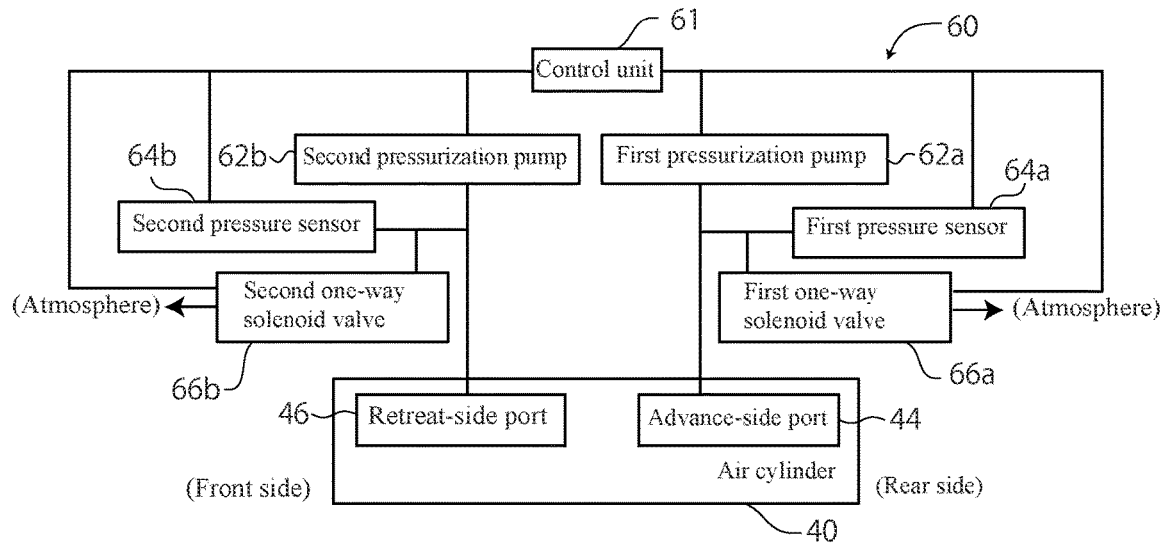 61
60
Control unit
64b
62b
Second pressurization pump
First pressurization pump
62a
64a
Second pressure sensor
First pressure sensor
(Atmosphere)
Second one-way
solenoid valve
First one-way
solenoid valve
(Atmosphere)
66b
66a
46
Retreat-side port
Advance-side port
44
Air cylinder
(Front side)
(Rear side)
40